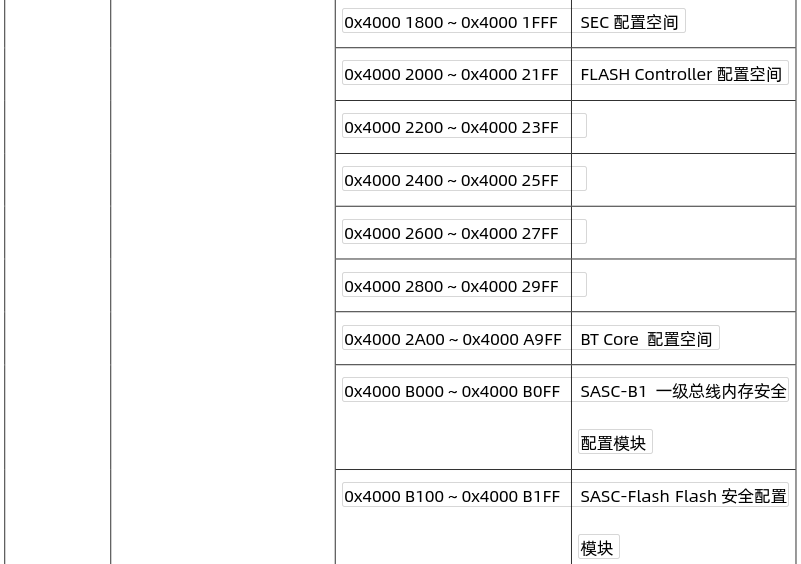 0x4000 1800 ~ 0x4000 1FFF SEC 配置空间
0x4000 2000 ~ 0x4000 21FF FLASH Controller 配置空间
0x4000 2200 ~ 0x4000 23FF
0x4000 2400 ~ 0x4000 25FF
0x4000 2600 ~ 0x4000 27FF
0x4000 2800 ~ 0x4000 29FF
0x4000 2A00 ~ 0x4000 A9FF BT Core 配置空间
0x4000 B000 ~ 0x4000 B0FF SASC-B1 一级总线内存安全
配置模块
0x4000 B100 ~ 0x4000 B1FF SASC-Flash Flash 安全配置
模块